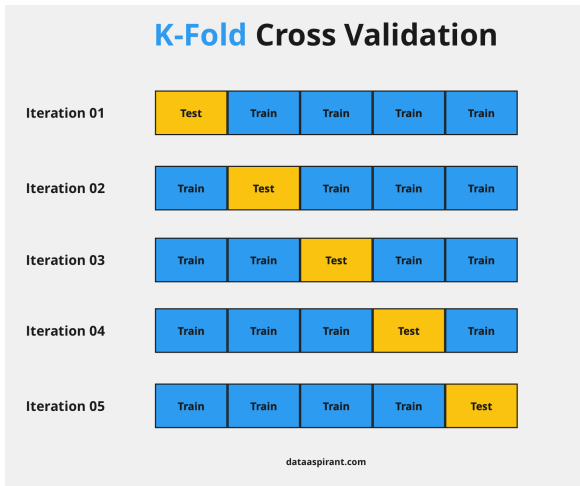 K-Fold Cross Validation
Iteration 01 Test Train Train Train Train
Iteration 02 Train Test Train Train Train
Iteration 03 Train Train Test Train Train
Iteration 04 Train Train Train Test Train
Iteration 05 Train Train Train Train Test
dataaspirant.com